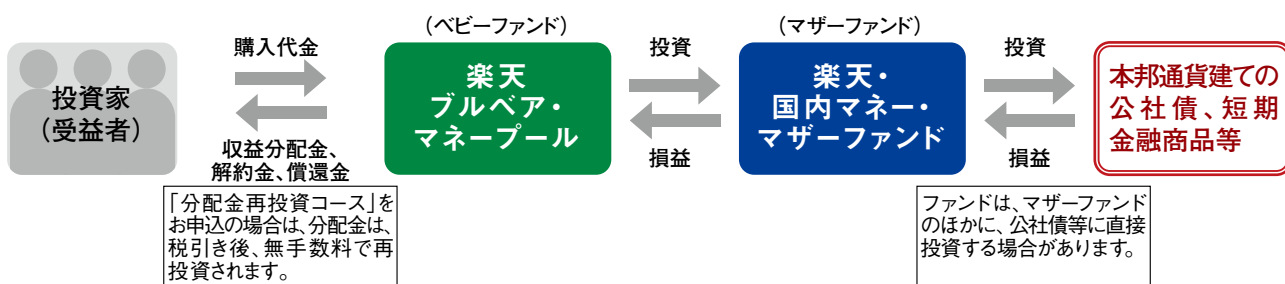 投資家
（受益者）
購入代金
収益分配金、
解約金、償還金
「分配金再投資コース」を
お申込の場合は、分配金は、
税引き後、無手数料で再
投資されます。
（ベビーファンド）
楽天
ブルベア・
マネープール
投資
損益
（マザーファンド）
楽天・
国内マネー・
マザーファンド
投資
損益
本邦通貨建ての
公社債、短期
金融商品等
ファンドは、マザーファンド
のほかに、公社債等に直接
投資する場合があります。